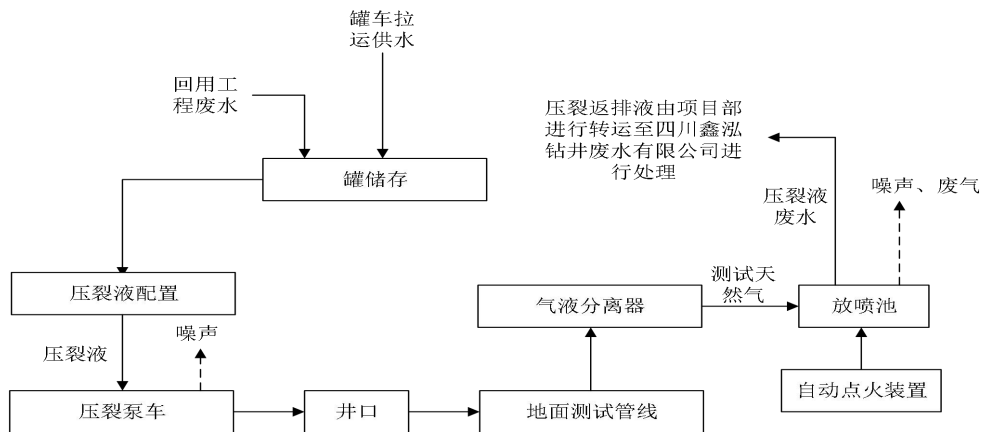 罐车拉
运供水
回用工
程废水
压裂返排液由项目部
进行转运至四川鑫泓
钻井废水有限公司进
行处理
罐储存
噪声、废气
压裂液
废水
压裂液配置
测试天
然气
气液分离器
放喷池
噪声
压裂液
自动点火装置
压裂泵车
井口
地面测试管线